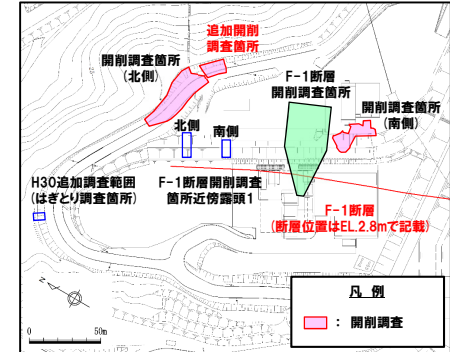 追加開削
調査箇所
開削調査箇所
(北側)
F-1断層
開削調査箇所
開削調査箇所
(南側)
北側
南側
H30追加調査範囲
(はぎとり調査箇所)
F-1断層開削調査
箇所近傍露頭1
F-1断層
(断層位置はEL.2.8mで記載)
N
0 50m
凡 例
: 開削調査